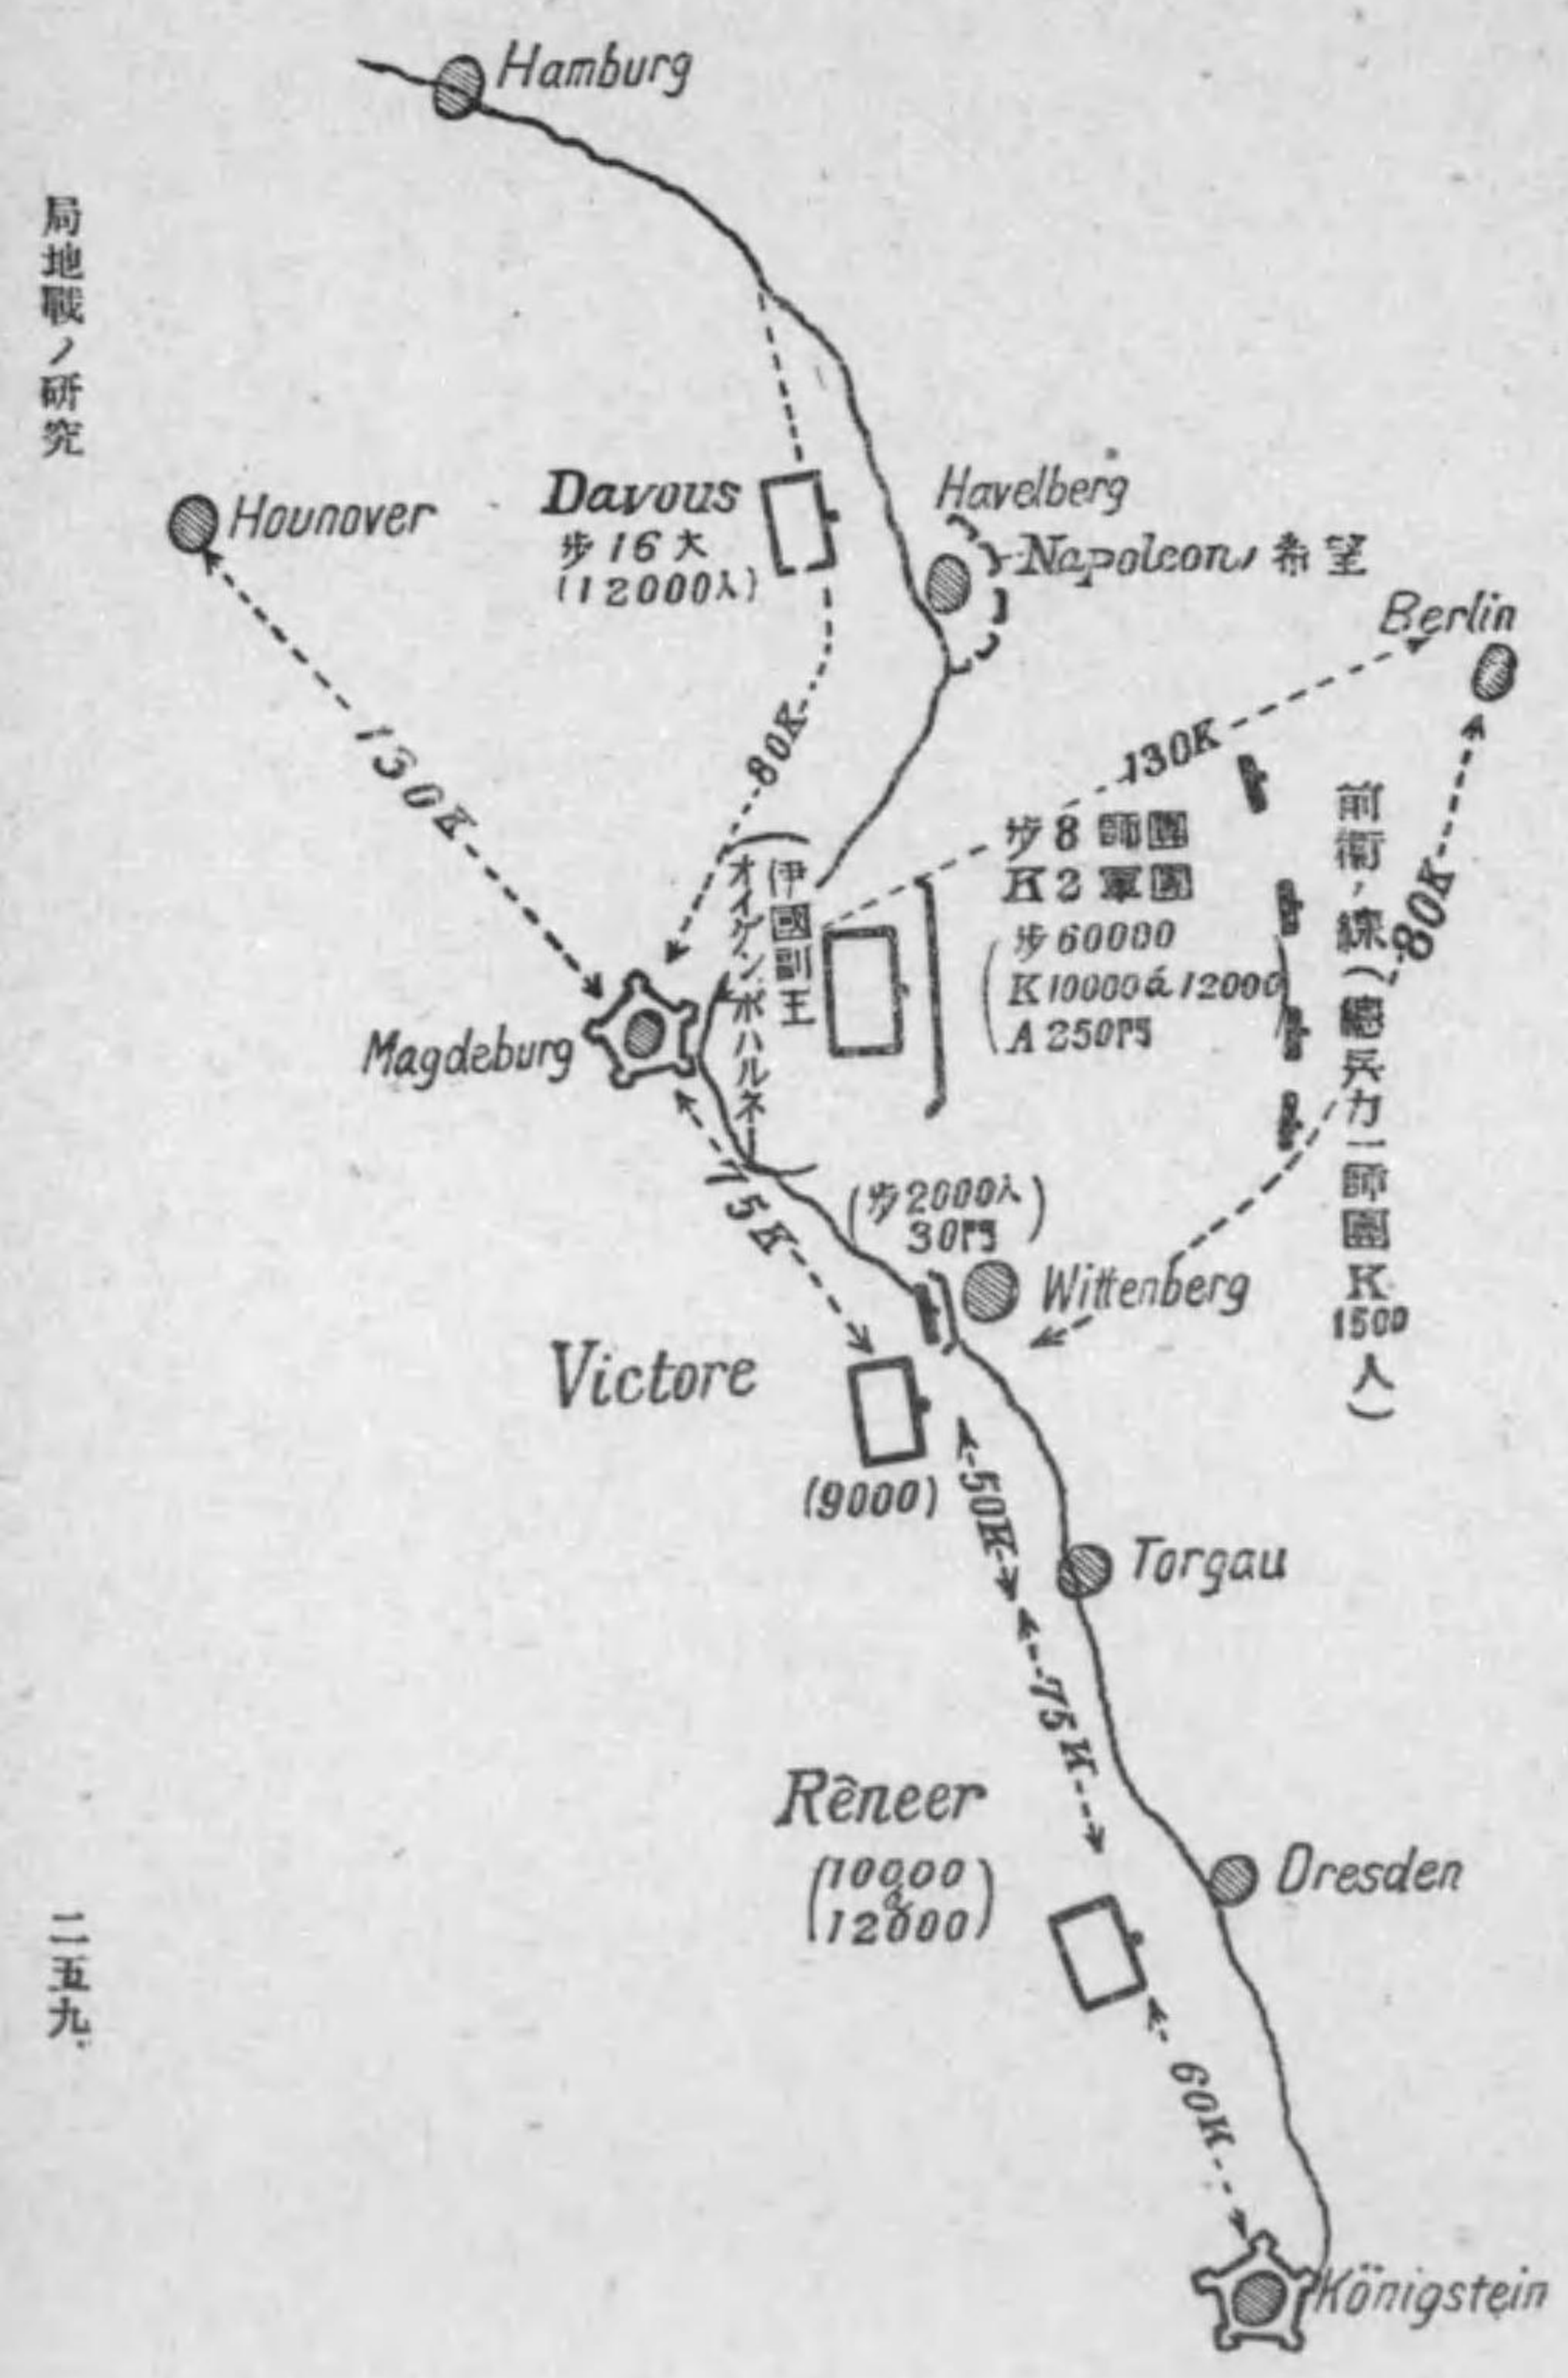 局地戰ノ研究
二五九
Hamburg
Hounover
Davous
步16大
(12000人)
Havelberg
Napoleonノ希望
Berlin
130K
80K
130K
80K
步8師團
K2軍團
步60000
K10000á12000
A250門
前衞ノ線(總兵力一師團K1500人)
伊國副王
オイゲンボハルネー
Magdeburg
75K
(步2000人
30門)
Wittenberg
Victore
(9000)
50K
Torgau
75K
Rêneer
(10000
á
12000)
Dresden
60K
Königstein